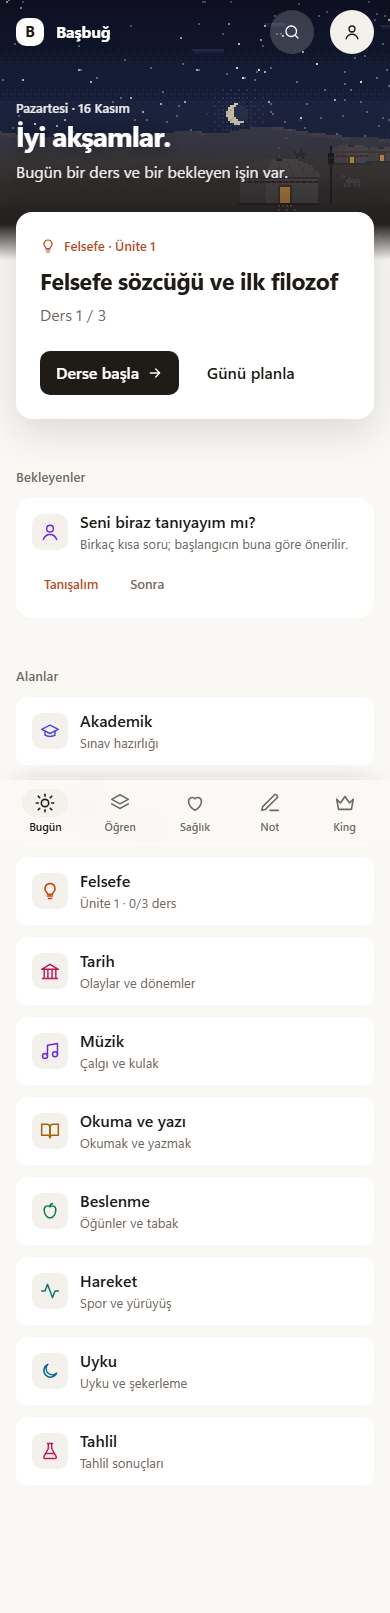 B Başbuğ
Pazartesi · 16 Kasım
İyi akşamlar.
Bugün bir ders ve bir bekleyen işin var.
Felsefe · Ünite 1
Felsefe sözcüğü ve ilk filozof
Ders 1 / 3
Derse başla → Günü planla
Bekleyenler
Seni biraz tanıyayım mı?
Birkaç kısa soru; başlangıcın buna göre önerilir.
Tanışalım Sonra
Alanlar
Akademik
Sınav hazırlığı
Bugün Öğren Sağlık Not King
Felsefe
Ünite 1 · 0/3 ders
Tarih
Olaylar ve dönemler
Müzik
Çalgı ve kulak
Okuma ve yazı
Okumak ve yazmak
Beslenme
Öğünler ve tabak
Hareket
Spor ve yürüyüş
Uyku
Uyku ve şekerleme
Tahlil
Tahlil sonuçları